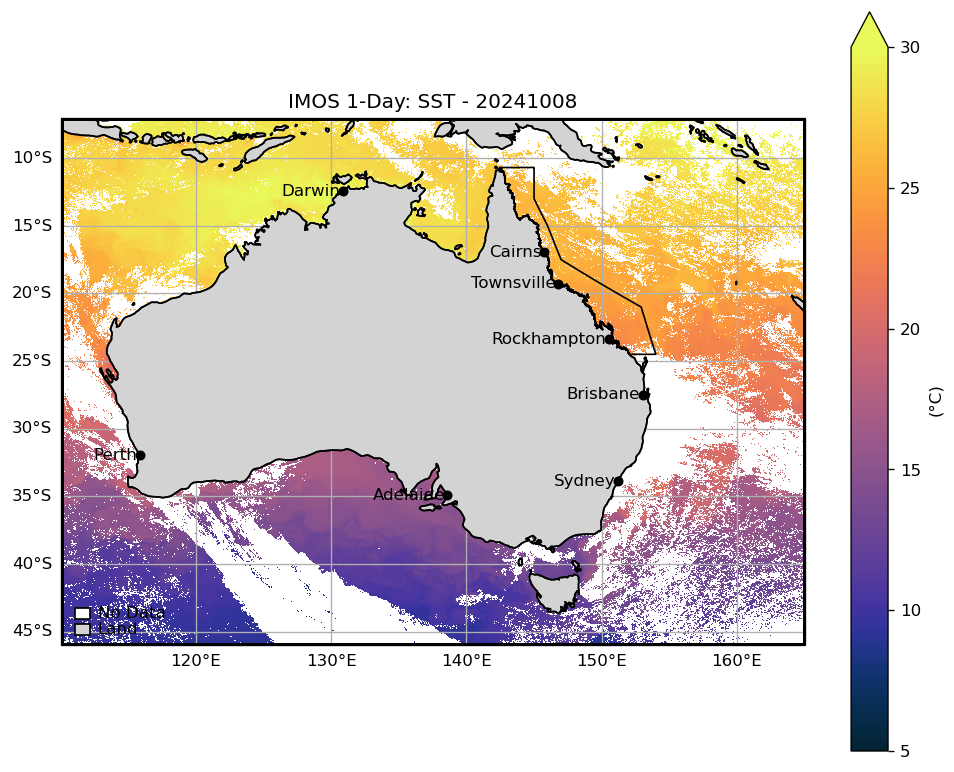 IMOS 1-Day: SST - 20241008
30
25
20
15
10
5
(°C)
10°S
15°S
20°S
25°S
30°S
35°S
40°S
45°S
Darwin
Cairns
Townsville
Rockhampton
Brisbane
Perth
Sydney
Adelaide
No Data
Land
120°E
130°E
140°E
150°E
160°E